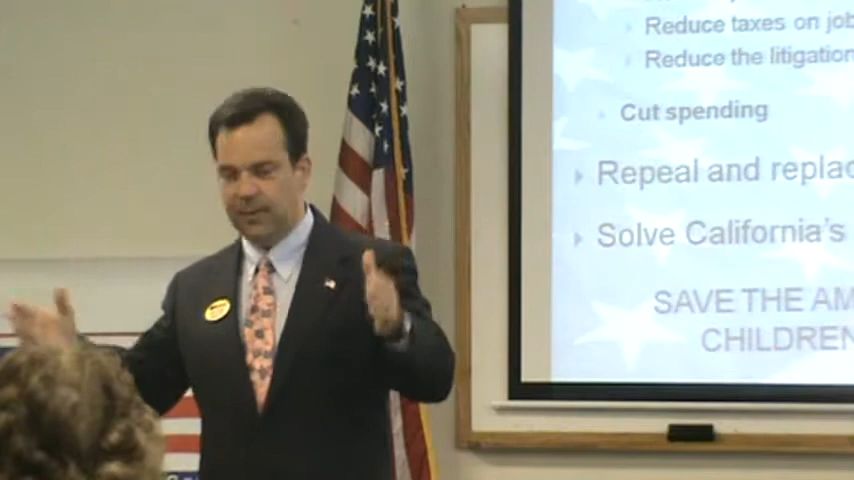 Reduce taxes on job
Reduce the litigation
Cut spending
Repeal and replac
Solve California's
SAVE THE AM
CHILDREN